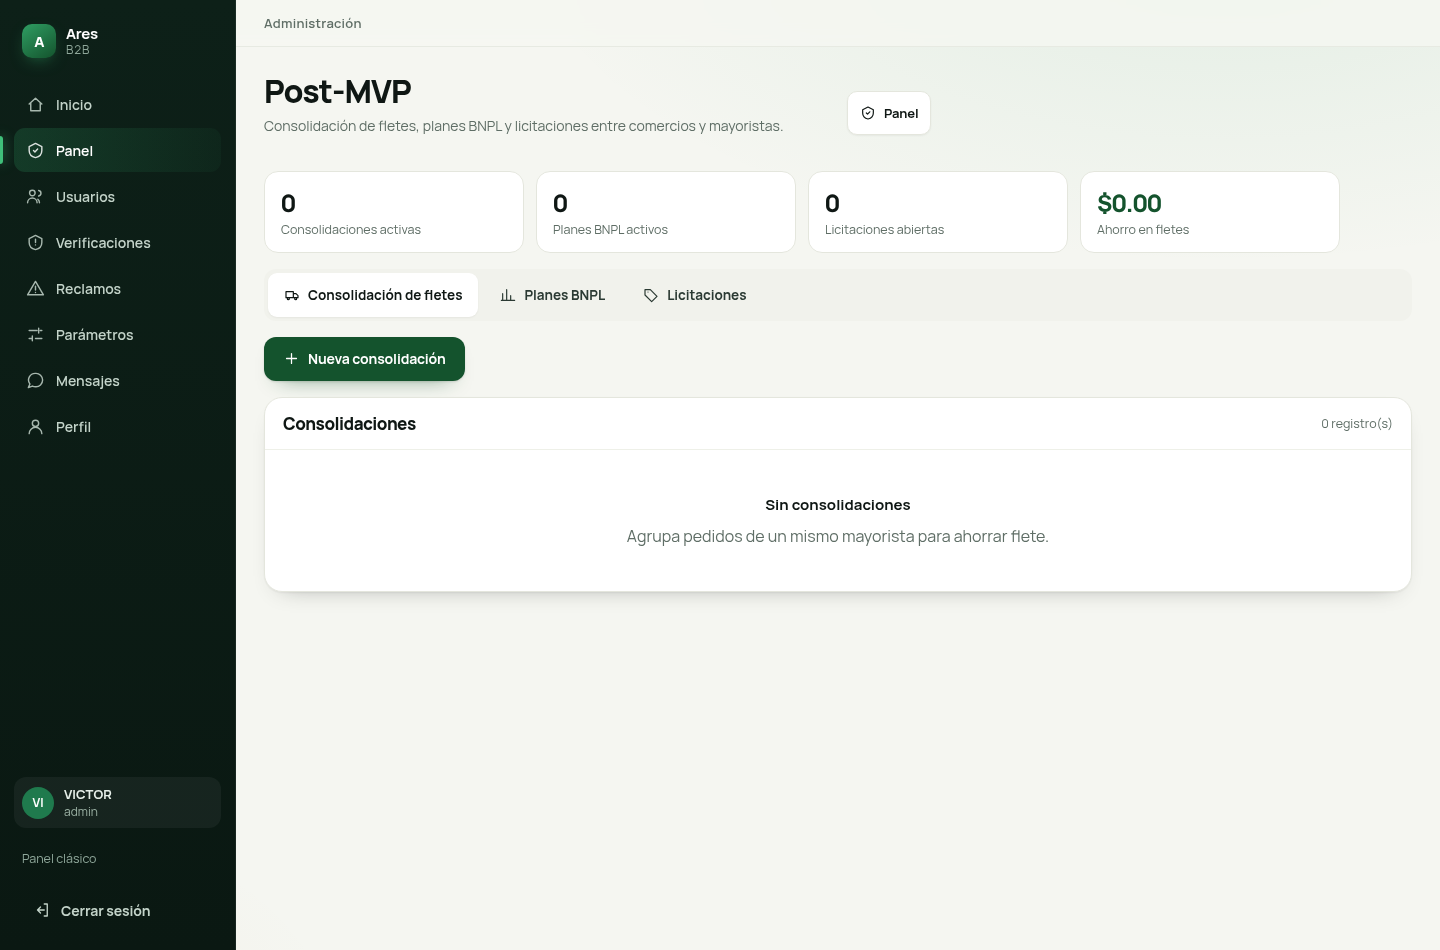 A
Ares
B2B
Inicio
Panel
Usuarios
Verificaciones
Reclamos
Parámetros
Mensajes
Perfil
VI
VICTOR
admin
Panel clásico
Cerrar sesión
Administración
Post-MVP
Consolidación de fletes, planes BNPL y licitaciones entre comercios y mayoristas.
Panel
0
Consolidaciones activas
0
Planes BNPL activos
0
Licitaciones abiertas
$0.00
Ahorro en fletes
Consolidación de fletes
Planes BNPL
Licitaciones
Nueva consolidación
Consolidaciones
0 registro(s)
Sin consolidaciones
Agrupa pedidos de un mismo mayorista para ahorrar flete.